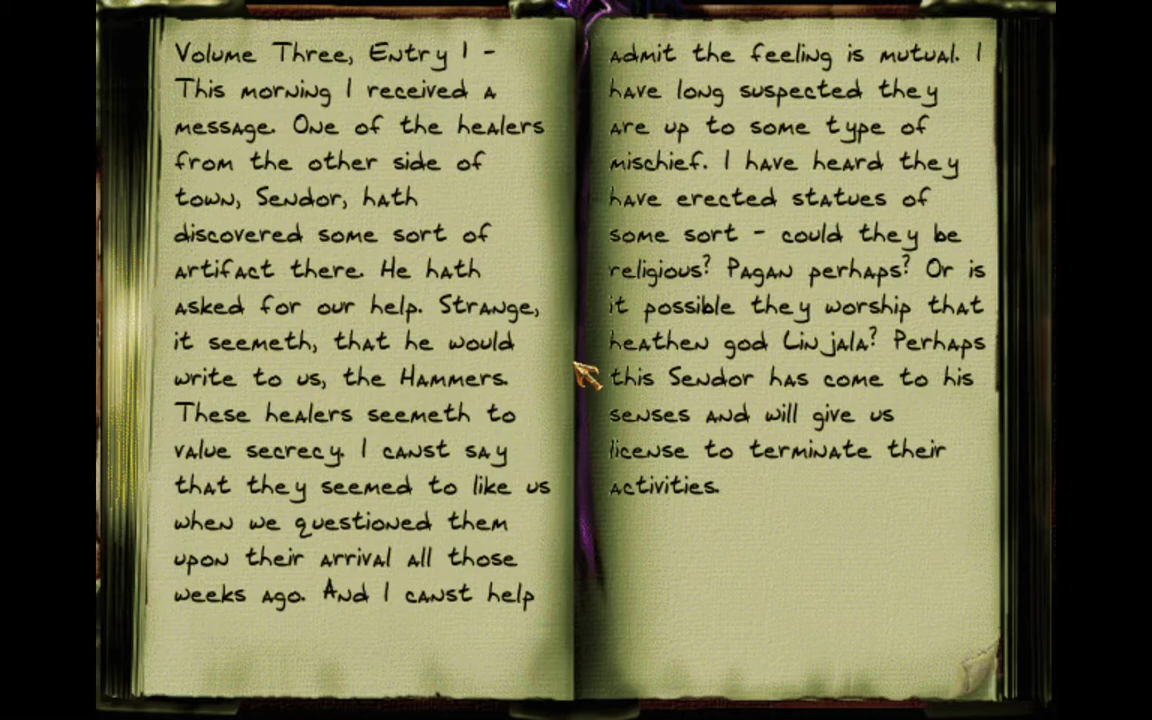 Volume Three, Entry 1 -
This morning I received a
message. One of the healers
from the other side of
town, Sendor, hath
discovered some sort of
artifact there. He hath
asked for our help. Strange,
it seemeth, that he would
write to us, the Hammers.
These healers seemeth to
value secrecy. I canst say
that they seemed to like us
when we questioned them
upon their arrival all those
weeks ago. And I canst help
admit the feeling is mutual. I
have long suspected they
are up to some type of
mischief. I have heard they
have erected statues of
some sort - could they be
religious? Pagan perhaps? Or is
it possible they worship that
heathen god Lin jala? Perhaps
this Sendor has come to his
senses and will give us
license to terminate their
activities.